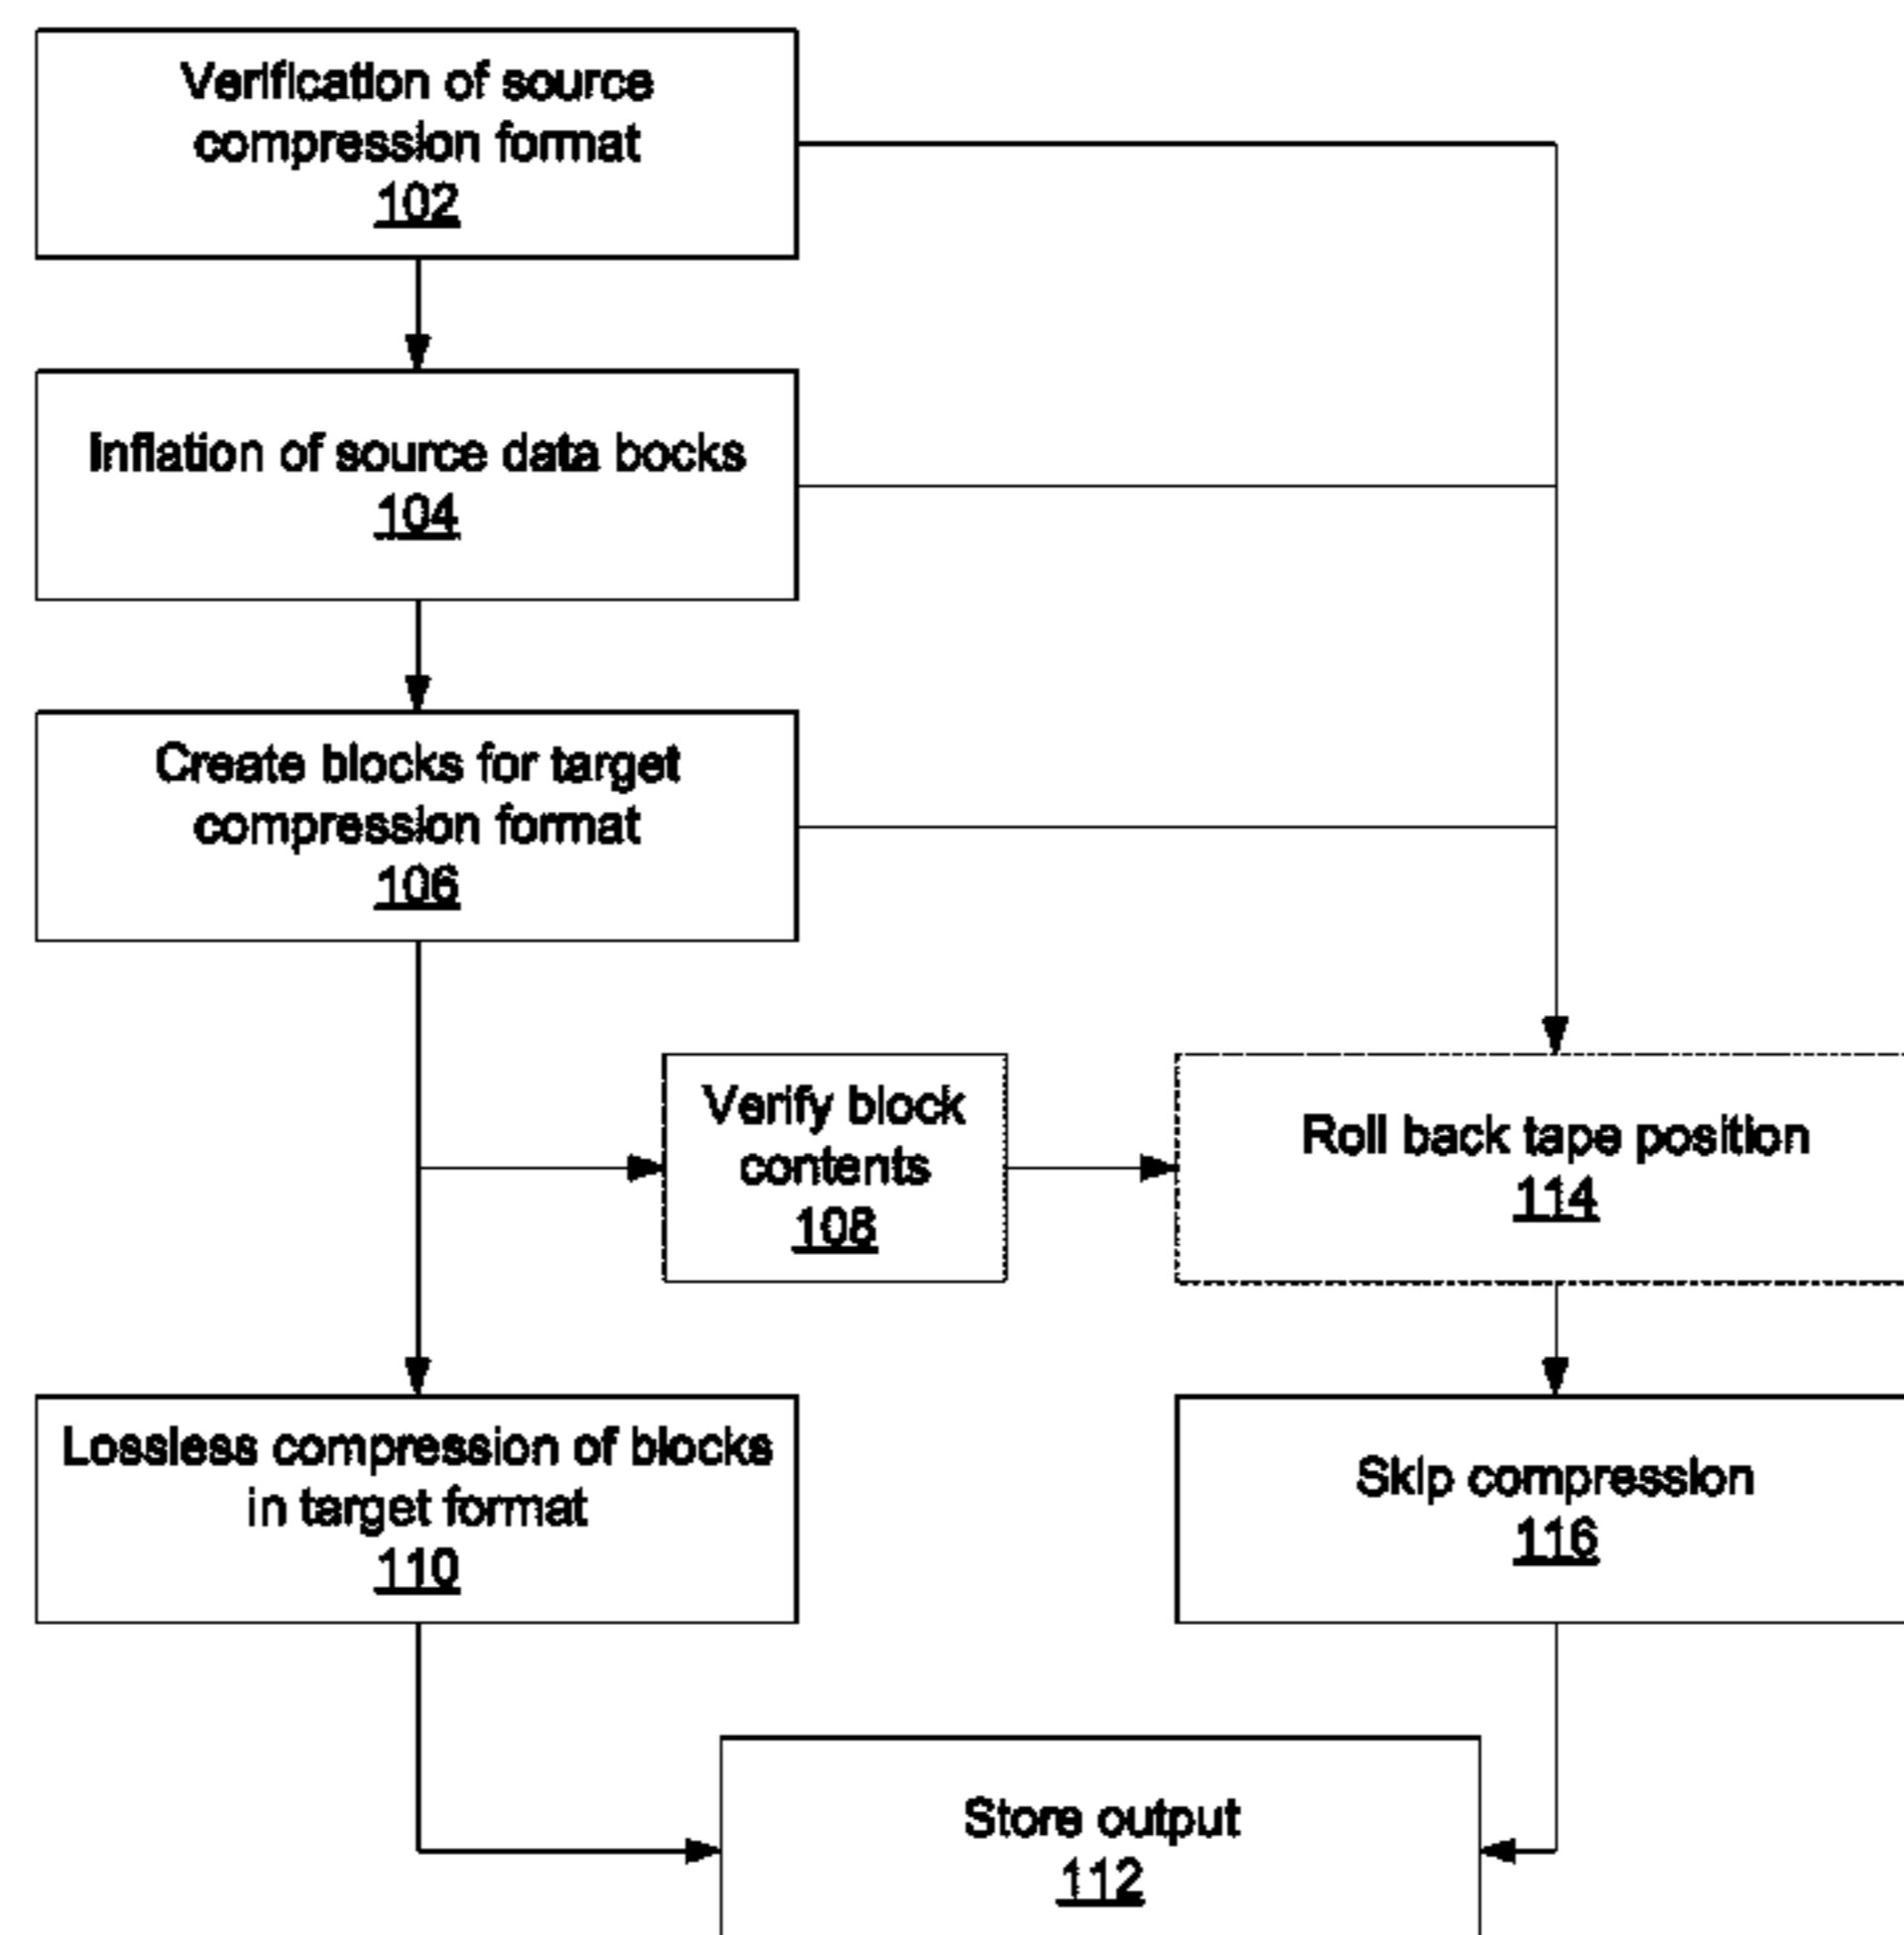 Verification of source
compression format
102
Inflation of source data bocks
104
Create blocks for target
compression format
106
Verify block
contents
108
Roll back tape position
114
Lossless compression of blocks
in target format
110
Skip compression
116
Store output
112